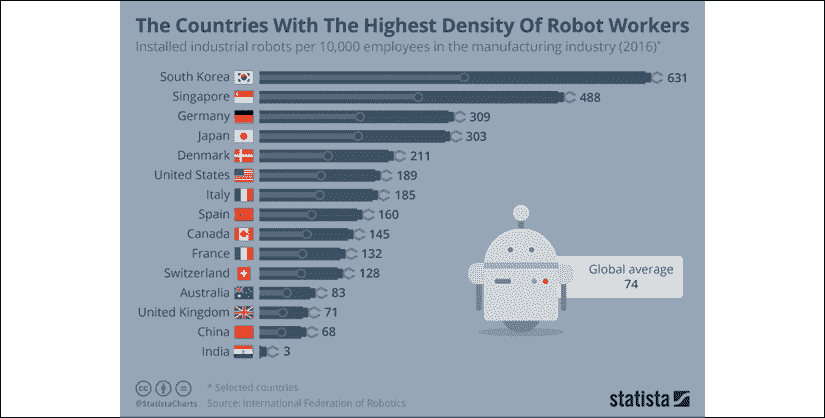 The Countries With The Highest Density Of Robot Workers
Installed industrial robots per 10,000 employees in the manufacturing industry (2016)*
South Korea 631
Singapore 488
Germany 309
Japan 303
Denmark 211
United States 189
Italy 185
Spain 160
Canada 145
France 132
Switzerland 128
Australia 83
United Kingdom 71
China 68
India 3
Global average
74
* Selected countries
@StatistaCharts Source: International Federation of Robotics
statista